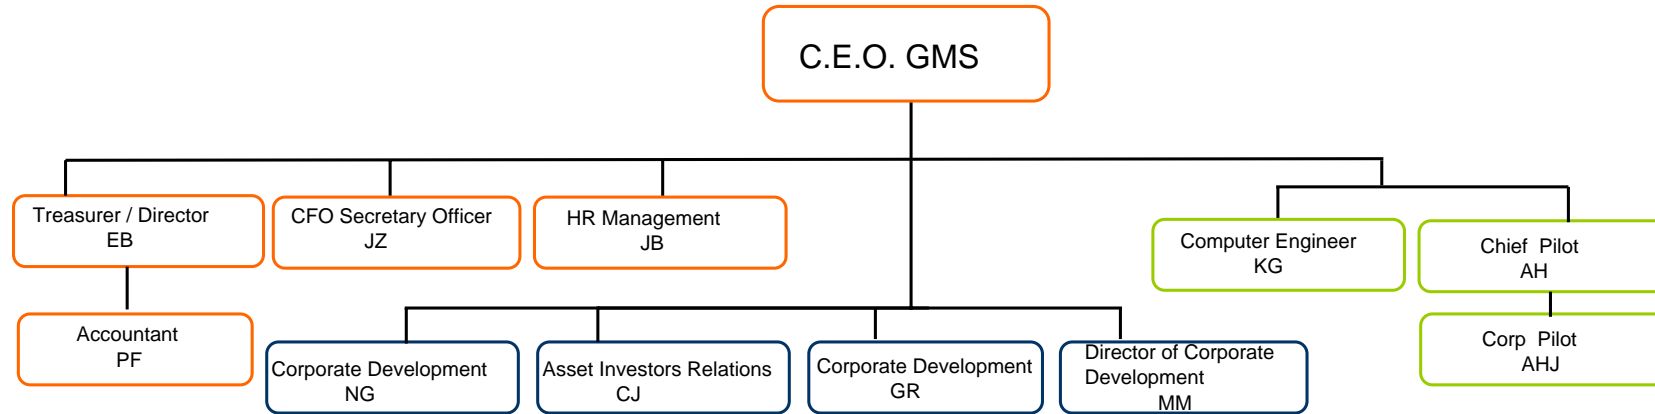 C.E.O. GMS
Treasurer / Director
EB
CFO Secretary Officer
JZ
HR Management
JB
Computer Engineer
KG
Chief Pilot
AH
Accountant
PF
Corporate Development
NG
Asset Investors Relations
CJ
Corporate Development
GR
Director of Corporate
Development
MM
Corp Pilot
AHJ